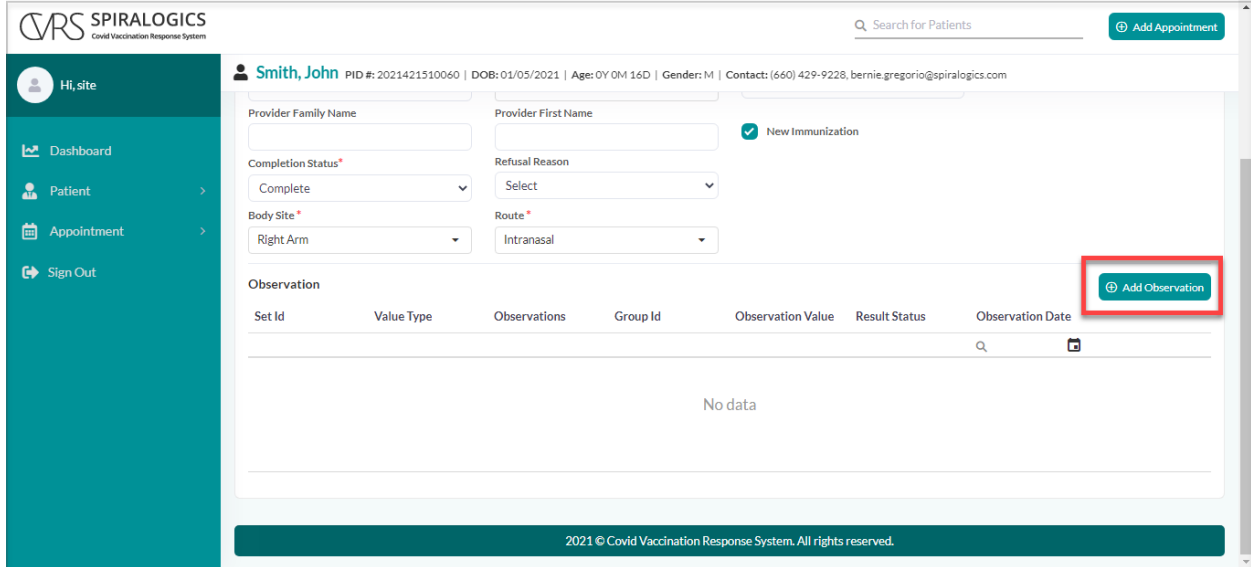 CVRS SPIRALOGICS
Covid Vaccination Response System
Search for Patients
Add Appointment
Hi, site
Smith, John PID #: 2021421510060 | DOB: 01/05/2021 | Age: 0Y 0M 16D | Gender: M | Contact: (660) 429-9228, bernie.gregorio@spiralogics.com
Dashboard
Patient
Appointment
Sign Out
Provider Family Name
Provider First Name
New Immunization
Completion Status*
Refusal Reason
Complete
Select
Body Site *
Route *
Right Arm
Intranasal
Observation
Add Observation
Set Id Value Type Observations Group Id Observation Value Result Status Observation Date
No data
2021 © Covid Vaccination Response System. All rights reserved.